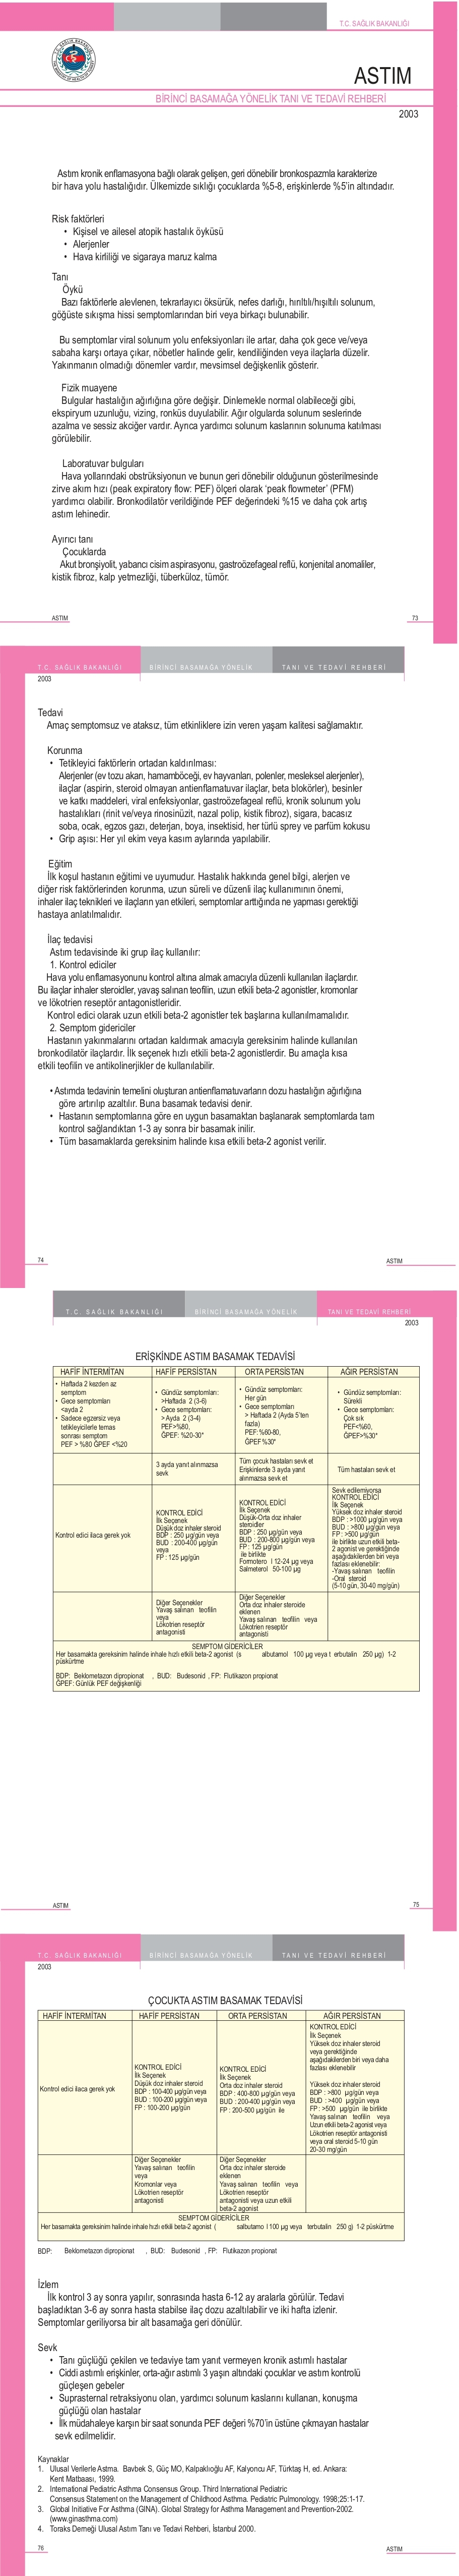 T.C. SAĞLIK BAKANLIĞI
ASTIM
BİRİNCİ BASAMAĞA YÖNELİK TANI VE TEDAVİ REHBERİ
2003
Astım kronik enflamasyona bağlı olarak gelişen, geri dönebilir bronkospazmla karakterize
bir hava yolu hastalığıdır. Ülkemizde sıklığı çocuklarda %5-8, erişkinlerde %5'in altındadır.
Risk faktörleri
• Kişisel ve ailesel atopik hastalık öyküsü
• Alerjenler
• Hava kirliliği ve sigaraya maruz kalma
Tanı
Öykü
Bazı faktörlerle alevlenen, tekrarlayıcı öksürük, nefes darlığı, hırıltılı/hışıltılı solunum,
göğüste sıkışma hissi semptomlarından biri veya birkaçı bulunabilir.
Bu semptomlar viral solunum yolu enfeksiyonları ile artar, daha çok gece ve/veya
sabaha karşı ortaya çıkar, nöbetler halinde gelir, kendiliğinden veya ilaçlarla düzelir.
Yakınmanın olmadığı dönemler vardır, mevsimsel değişkenlik gösterir.
Fizik muayene
Bulgular hastalığın ağırlığına göre değişir. Dinlemekle normal olabileceği gibi,
ekspiryum uzunluğu, vizing, ronküs duyulabilir. Ağır olgularda solunum seslerinde
azalma ve sessiz akciğer vardır. Ayrıca yardımcı solunum kaslarının solunuma katılması
görülebilir.
Laboratuvar bulguları
Hava yollarındaki obstrüksiyonun ve bunun geri dönebilir olduğunun gösterilmesinde
zirve akım hızı (peak expiratory flow: PEF) ölçeri olarak 'peak flowmeter' (PFM)
yardımcı olabilir. Bronkodilatör verildiğinde PEF değerindeki %15 ve daha çok artış
astım lehinedir.
Ayırıcı tanı
Çocuklarda
Akut bronşiyolit, yabancı cisim aspirasyonu, gastroözefageal reflü, konjenital anomaliler,
kistik fibroz, kalp yetmezliği, tüberküloz, tümör.
ASTIM
73
T.C. SAĞLIK BAKANLIĞI BİRİNCİ BASAMAĞA YÖNELİK TANI VE TEDAVİ REHBERİ
2003
Tedavi
Amaç semptomsuz ve ataksız, tüm etkinliklere izin veren yaşam kalitesi sağlamaktır.
Korunma
• Tetikleyici faktörlerin ortadan kaldırılması:
Alerjenler (ev tozu akarı, hamamböceği, ev hayvanları, polenler, mesleksel alerjenler),
ilaçlar (aspirin, steroid olmayan antienflamatuvar ilaçlar, beta blokörler), besinler
ve katkı maddeleri, viral enfeksiyonlar, gastroözefageal reflü, kronik solunum yolu
hastalıkları (rinit ve/veya rinosinüzit, nazal polip, kistik fibroz), sigara, bacasız
soba, ocak, egzos gazı, deterjan, boya, insektisid, her türlü sprey ve parfüm kokusu
• Grip aşısı: Her yıl ekim veya kasım aylarında yapılabilir.
Eğitim
İlk koşul hastanın eğitimi ve uyumudur. Hastalık hakkında genel bilgi, alerjen ve
diğer risk faktörlerinden korunma, uzun süreli ve düzenli ilaç kullanımının önemi,
inhaler ilaç teknikleri ve ilaçların yan etkileri, semptomlar arttığında ne yapması gerektiği
hastaya anlatılmalıdır.
İlaç tedavisi
Astım tedavisinde iki grup ilaç kullanılır:
1. Kontrol ediciler
Hava yolu enflamasyonunu kontrol altına almak amacıyla düzenli kullanılan ilaçlardır.
Bu ilaçlar inhaler steroidler, yavaş salınan teofilin, uzun etkili beta-2 agonistler, kromonlar
ve lökotrien reseptör antagonistleridir.
Kontrol edici olarak uzun etkili beta-2 agonistler tek başlarına kullanılmamalıdır.
2. Semptom gidericiler
Hastanın yakınmalarını ortadan kaldırmak amacıyla gereksinim halinde kullanılan
bronkodilatör ilaçlardır. İlk seçenek hızlı etkili beta-2 agonistlerdir. Bu amaçla kısa
etkili teofilin ve antikolinerjikler de kullanılabilir.
• Astımda tedavinin temelini oluşturan antienflamatuvarların dozu hastalığın ağırlığına
göre artırılıp azaltılır. Buna basamak tedavisi denir.
• Hastanın semptomlarına göre en uygun basamaktan başlanarak semptomlarda tam
kontrol sağlandıktan 1-3 ay sonra bir basamak inilir.
• Tüm basamaklarda gereksinim halinde kısa etkili beta-2 agonist verilir.
74
ASTIM
T.C. SAĞLIK BAKANLIĞI BİRİNCİ BASAMAĞA YÖNELİK TANI VE TEDAVİ REHBERİ
2003
ERİŞKİNDE ASTIM BASAMAK TEDAVİSİ
HAFİF İNTERMİTAN HAFİF PERSİSTAN ORTA PERSİSTAN AĞIR PERSİSTAN
• Haftada 2 kezden az
semptom
• Gece semptomları
<ayda 2
• Sadece egzersiz veya
tetikleyicilerle temas
sonrası semptom
PEF > %80 ĞPEF <%20
• Gündüz semptomları:
>Haftada 2 (3-6)
• Gece semptomları:
> Ayda 2 (3-4)
PEF>%80,
ĞPEF: %20-30*
• Gündüz semptomları:
Her gün
• Gece semptomları
> Haftada 2 (Ayda 5'ten
fazla)
PEF: %60-80,
ĞPEF %30*
• Gündüz semptomları:
Sürekli
• Gece semptomları:
Çok sık
PEF<%60,
ĞPEF>%30*
3 ayda yanıt alınmazsa
sevk
Tüm çocuk hastaları sevk et
Erişkinlerde 3 ayda yanıt
alınmazsa sevk et
Tüm hastaları sevk et
Kontrol edici ilaca gerek yok
KONTROL EDİCİ
İlk Seçenek
Düşük doz inhaler steroid
BDP : 250 µg/gün veya
BUD : 200-400 µg/gün
veya
FP : 125 µg/gün
KONTROL EDİCİ
İlk Seçenek
Düşük-Orta doz inhaler
steroidler
BDP : 250 µg/gün veya
BUD : 200-800 µg/gün veya
FP : 125 µg/gün
ile birlikte
Formoterol 12-24 µg veya
Salmeterol 50-100 µg
Sevk edilemiyorsa
KONTROL EDİCİ
İlk Seçenek
Yüksek doz inhaler steroid
BDP : >1000 µg/gün veya
BUD : >800 µg/gün veya
FP : >500 µg/gün
ile birlikte uzun etkili beta-
2 agonist ve gerektiğinde
aşağıdakilerden biri veya
fazlası eklenebilir:
-Yavaş salınan teofilin
-Oral steroid
(5-10 gün, 30-40 mg/gün)
Diğer Seçenekler
Yavaş salınan teofilin
veya
Lökotrien reseptör
antagonisti
Diğer Seçenekler
Orta doz inhaler steroide
eklenen
Yavaş salınan teofilin veya
Lökotrien reseptör
antagonisti
SEMPTOM GİDERİCİLER
Her basamakta gereksinim halinde inhale hızlı etkili beta-2 agonist (s albutamol 100 µg veya t erbutalin 250 µg) 1-2
püskürtme
BDP: Beklometazon dipropionat , BUD: Budesonid , FP: Flutikazon propionat
ĞPEF: Günlük PEF değişkenliği
ASTIM
75
T.C. SAĞLIK BAKANLIĞI BİRİNCİ BASAMAĞA YÖNELİK TANI VE TEDAVİ REHBERİ
2003
ÇOCUKTA ASTIM BASAMAK TEDAVİSİ
HAFİF İNTERMİTAN HAFİF PERSİSTAN ORTA PERSİSTAN AĞIR PERSİSTAN
Kontrol edici ilaca gerek yok
KONTROL EDİCİ
İlk Seçenek
Düşük doz inhaler steroid
BDP : 100-400 µg/gün veya
BUD : 100-200 µg/gün veya
FP : 100-200 µg/gün
KONTROL EDİCİ
İlk Seçenek
Orta doz inhaler steroid
BDP : 400-800 µg/gün veya
BUD : 200-400 µg/gün veya
FP : 200-500 µg/gün ile
KONTROL EDİCİ
İlk Seçenek
Yüksek doz inhaler steroid
veya gerektiğinde
aşağıdakilerden biri veya daha
fazlası eklenebilir
Yüksek doz inhaler steroid
BDP : >800 µg/gün veya
BUD : >400 µg/gün veya
FP : >500 µg/gün ile birlikte
Yavaş salınan teofilin veya
Uzun etkili beta-2 agonist veya
Lökotrien reseptör antagonisti
veya oral steroid 5-10 gün
20-30 mg/gün
Diğer Seçenekler
Yavaş salınan teofilin
veya
Kromonlar veya
Lökotrien reseptör
antagonisti
Diğer Seçenekler
Orta doz inhaler steroide
eklenen
Yavaş salınan teofilin veya
Lökotrien reseptör
antagonisti veya uzun etkili
beta-2 agonist
SEMPTOM GİDERİCİLER
Her basamakta gereksinim halinde inhale hızlı etkili beta-2 agonist ( salbutamo l 100 µg veya terbutalin 250 g) 1-2 püskürtme
BDP: Beklometazon dipropionat , BUD: Budesonid , FP: Flutikazon propionat
İzlem
İlk kontrol 3 ay sonra yapılır, sonrasında hasta 6-12 ay aralarla görülür. Tedavi
başladıktan 3-6 ay sonra hasta stabilse ilaç dozu azaltılabilir ve iki hafta izlenir.
Semptomlar geriliyorsa bir alt basamağa geri dönülür.
Sevk
• Tanı güçlüğü çekilen ve tedaviye tam yanıt vermeyen kronik astımlı hastalar
• Ciddi astımlı erişkinler, orta-ağır astımlı 3 yaşın altındaki çocuklar ve astım kontrolü
güçleşen gebeler
• Suprasternal retraksiyonu olan, yardımcı solunum kaslarını kullanan, konuşma
güçlüğü olan hastalar
• İlk müdahaleye karşın bir saat sonunda PEF değeri %70'in üstüne çıkmayan hastalar
sevk edilmelidir.
Kaynaklar
1. Ulusal Verilerle Astma. Bavbek S, Güç MO, Kalpaklıoğlu AF, Kalyoncu AF, Türktaş H, ed. Ankara:
Kent Matbaası, 1999.
2. International Pediatric Asthma Consensus Group. Third International Pediatric
Consensus Statement on the Management of Childhood Asthma. Pediatric Pulmonology. 1998;25:1-17.
3. Global Initiative For Asthma (GINA). Global Strategy for Asthma Management and Prevention-2002.
(www.ginasthma.com)
4. Toraks Derneği Ulusal Astım Tanı ve Tedavi Rehberi, İstanbul 2000.
76
ASTIM